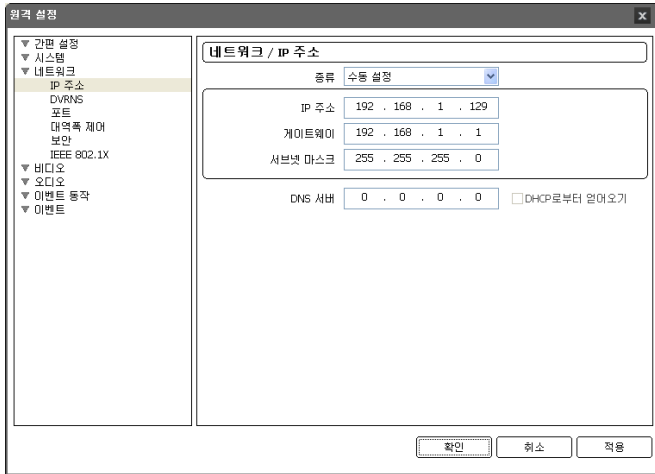 원격 설정
x
▼ 간편 설정
▼ 시스템
▼ 네트워크
IP 주소
DVRNS
포트
대역폭 제어
보안
IEEE 802.1X
▼ 비디오
▼ 오디오
▼ 이벤트 동작
▼ 이벤트
네트워크 / IP 주소
종류 수동 설정
IP 주소 192 . 168 . 1 . 129
게이트웨이 192 . 168 . 1 . 1
서브넷 마스크 255 . 255 . 255 . 0
DNS 서버 0 . 0 . 0 . 0 DHCP로부터 얻어오기
확인 취소 적용